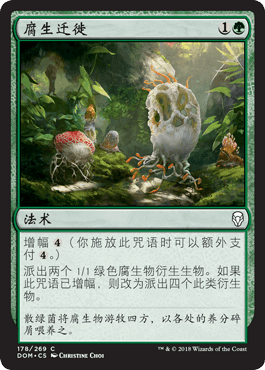 腐生迁徙 1
法术
增幅 4（你施放此咒语时可以额外支
付 4。）
派出两个 1/1 绿色腐生物衍生生物。如果
此咒语已增幅，则改为派出四个此类衍生
物。
散绿菌将腐生物游牧四方，以各处的养分碎
屑喂养之。
178/269 C
DOM • CS Christine Choi
™ & © 2018 Wizards of the Coast